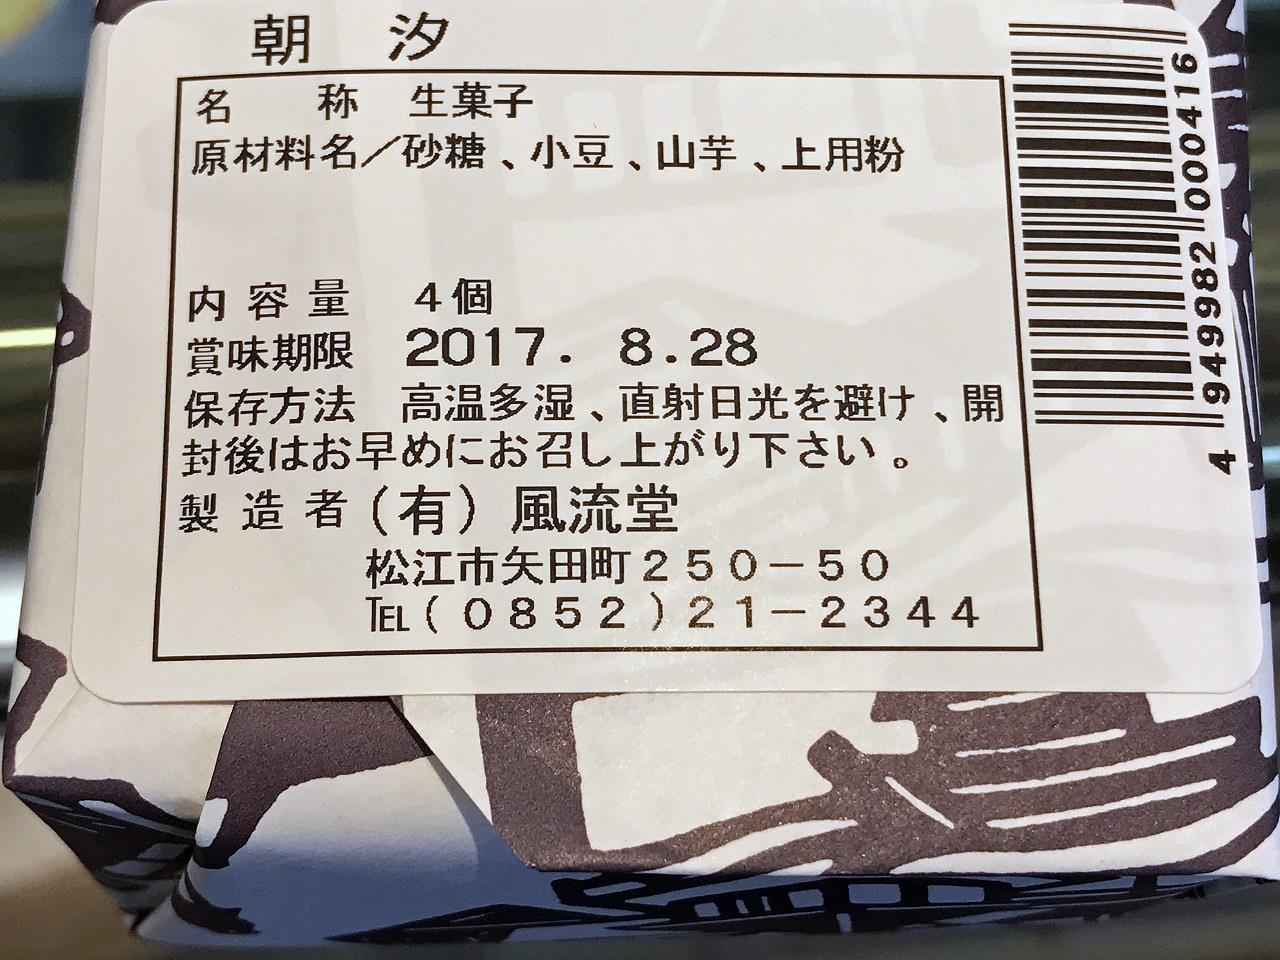 朝　汐
名　　称　生菓子
原材料名／砂糖、小豆、山芋、上用粉
内容量　４個
賞味期限　2017. 8.28
保存方法　高温多湿、直射日光を避け、開
封後はお早めにお召し上がり下さい。
製造者（有）風流堂
松江市矢田町２５０－５０
℡（０８５２）２１－２３４４
4 949982 000416